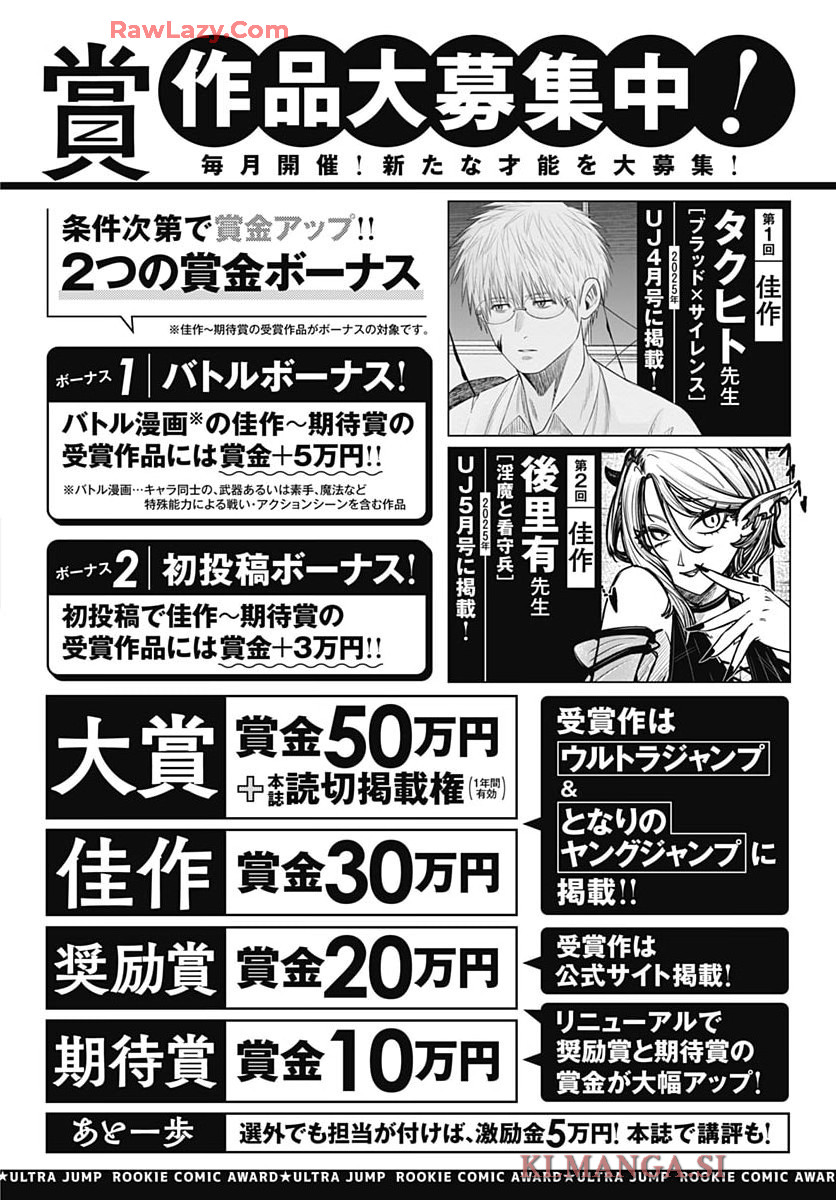 RawLazy.Com
賞
作品大募集中!
毎月開催!新たな才能を大募集!
条件次第で賞金アップ!!
2つの賞金ボーナス
※佳作〜期待賞の受賞作品がボーナスの対象です。
ボーナス1 バトルボーナス!
バトル漫画※の佳作〜期待賞の
受賞作品には賞金+5万円!!
※バトル漫画…キャラ同士の、武器あるいは素手、魔法など
特殊能力による戦い・アクションシーンを含む作品
ボーナス2 初投稿ボーナス!
初投稿で佳作〜期待賞の
受賞作品には賞金+3万円!!
第1回 佳作
タクヒト先生
[ブラッド×サイレンス]
2025年
UJ4月号に掲載!
第2回 佳作
後里有先生
[淫魔と看守兵]
2025年
UJ5月号に掲載!
大賞
賞金50万円
+本誌読切掲載権(1年間有効)
佳作
賞金30万円
受賞作は
ウルトラジャンプ
&
となりの
ヤングジャンプに
掲載!!
奨励賞
賞金20万円
受賞作は
公式サイト掲載!
期待賞
賞金10万円
リニューアルで
奨励賞と期待賞の
賞金が大幅アップ!
あと一歩
選外でも担当が付けば、激励金5万円!本誌で講評も!
KI MANGA.SI
★ULTRA JUMP ROOKIE COMIC AWARD★ULTRA JUMP ROOKIE COMIC AWARD★ULTRA JUMP ROOKIE COMIC AWAR